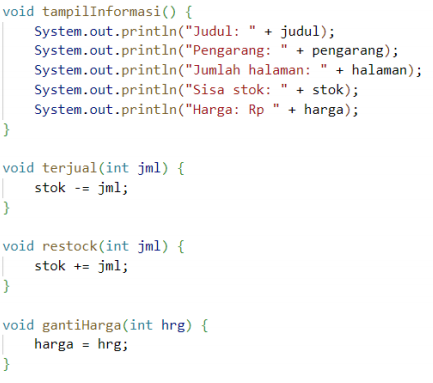 void tampilInformasi() {
    System.out.println("Judul: " + judul);
    System.out.println("Pengarang: " + pengarang);
    System.out.println("Jumlah halaman: " + halaman);
    System.out.println("Sisa stok: " + stok);
    System.out.println("Harga: Rp " + harga);
}

void terjual(int jml) {
    stok -= jml;
}

void restock(int jml) {
    stok += jml;
}

void gantiHarga(int hrg) {
    harga = hrg;
}